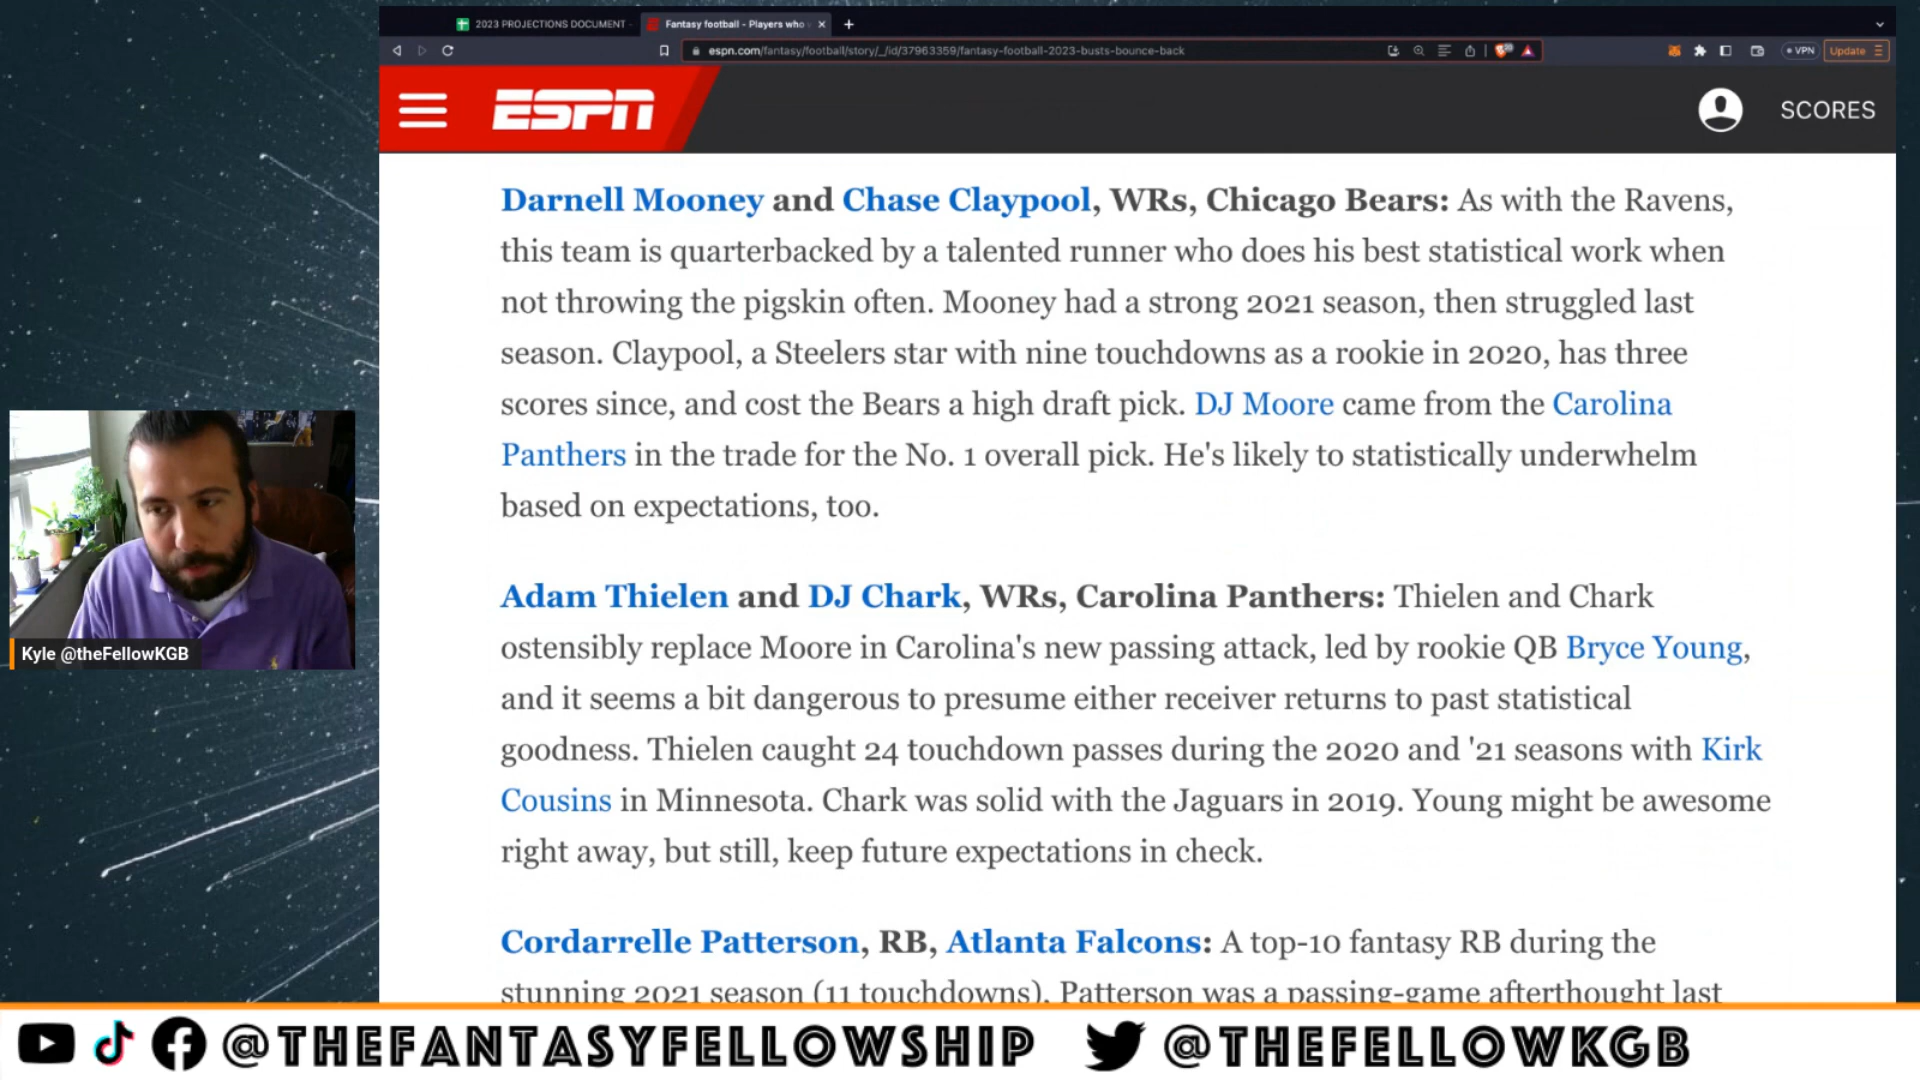 2023 PROJECTIONS DOCUMENT
Fantasy football - Players who
espn.com/fantasy/football/story/_/id/37963359/fantasy-football-2023-busts-bounce-back
VPN
Update
ESPN
SCORES
Darnell Mooney and Chase Claypool, WRs, Chicago Bears: As with the Ravens,
this team is quarterbacked by a talented runner who does his best statistical work when
not throwing the pigskin often. Mooney had a strong 2021 season, then struggled last
season. Claypool, a Steelers star with nine touchdowns as a rookie in 2020, has three
scores since, and cost the Bears a high draft pick. DJ Moore came from the Carolina
Panthers in the trade for the No. 1 overall pick. He's likely to statistically underwhelm
based on expectations, too.
Adam Thielen and DJ Chark, WRs, Carolina Panthers: Thielen and Chark
ostensibly replace Moore in Carolina's new passing attack, led by rookie QB Bryce Young,
and it seems a bit dangerous to presume either receiver returns to past statistical
goodness. Thielen caught 24 touchdown passes during the 2020 and '21 seasons with Kirk
Cousins in Minnesota. Chark was solid with the Jaguars in 2019. Young might be awesome
right away, but still, keep future expectations in check.
Cordarrelle Patterson, RB, Atlanta Falcons: A top-10 fantasy RB during the
stunning 2021 season (11 touchdowns), Patterson was a passing-game afterthought last
Kyle @theFellowKGB
@THEFANTASYFELLOWSHIP @THEFELLOWKGB